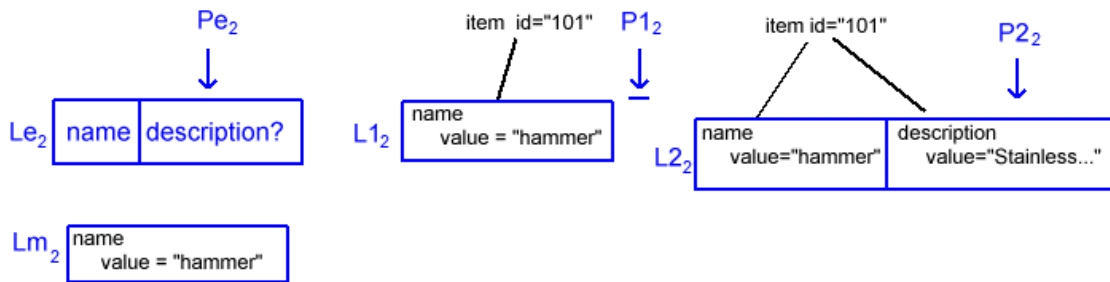 Pe2
item id="101"
P12
item id="101"
P22
Le2
name
description?
L12
name
value = "hammer"
L22
name
value="hammer"
description
value="Stainless..."
Lm2
name
value = "hammer"